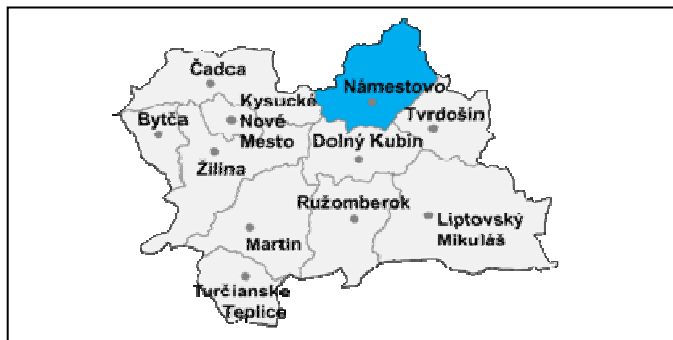 Čadca
Námestovo
Kysucké
Nové
Mesto
Bytča
Tvrdošín
Dolný Kubín
Žilina
Ružomberok
Liptovský
Mikuláš
Martin
Turčianske
Teplice